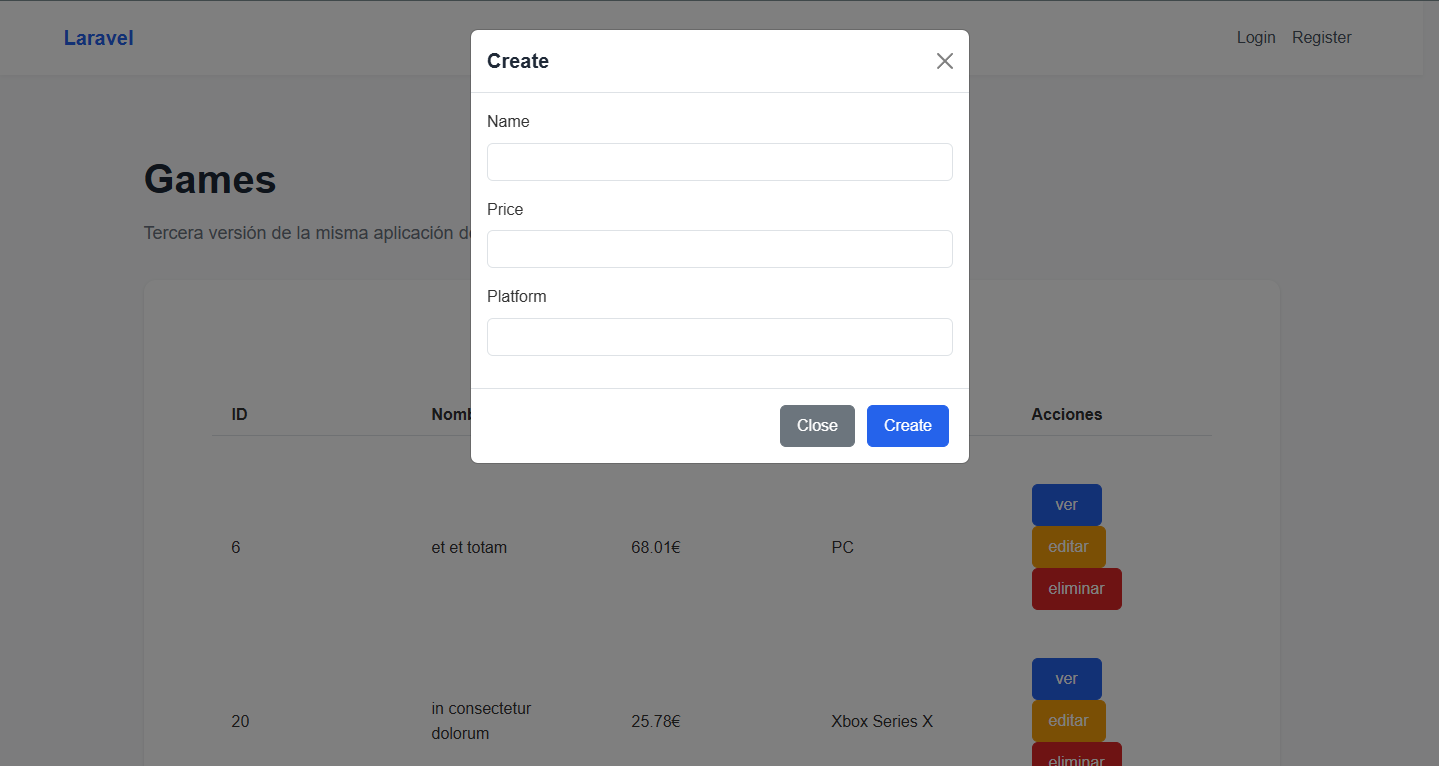 Laravel
Login Register
Create
Name
Price
Platform
Close Create
Games
Tercera versión de la misma aplicación
ID Acciones
6 et et totam 68.01€ PC
ver
editar
eliminar
20 in consectetur dolorum 25.78€ Xbox Series X
ver
editar
eliminar